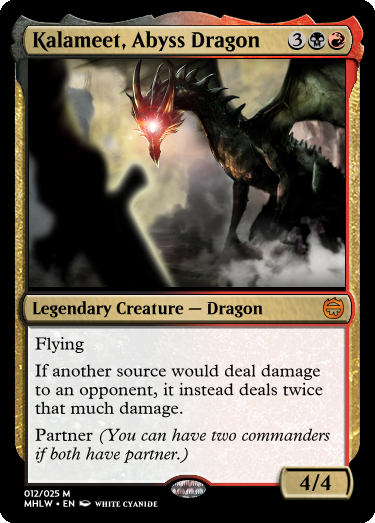 Kalameet, Abyss Dragon 3
Legendary Creature — Dragon
Flying
If another source would deal damage
to an opponent, it instead deals twice
that much damage.
Partner (You can have two commanders
if both have partner.)
4/4
012/025 M
MHLW • EN WHITE CYANIDE